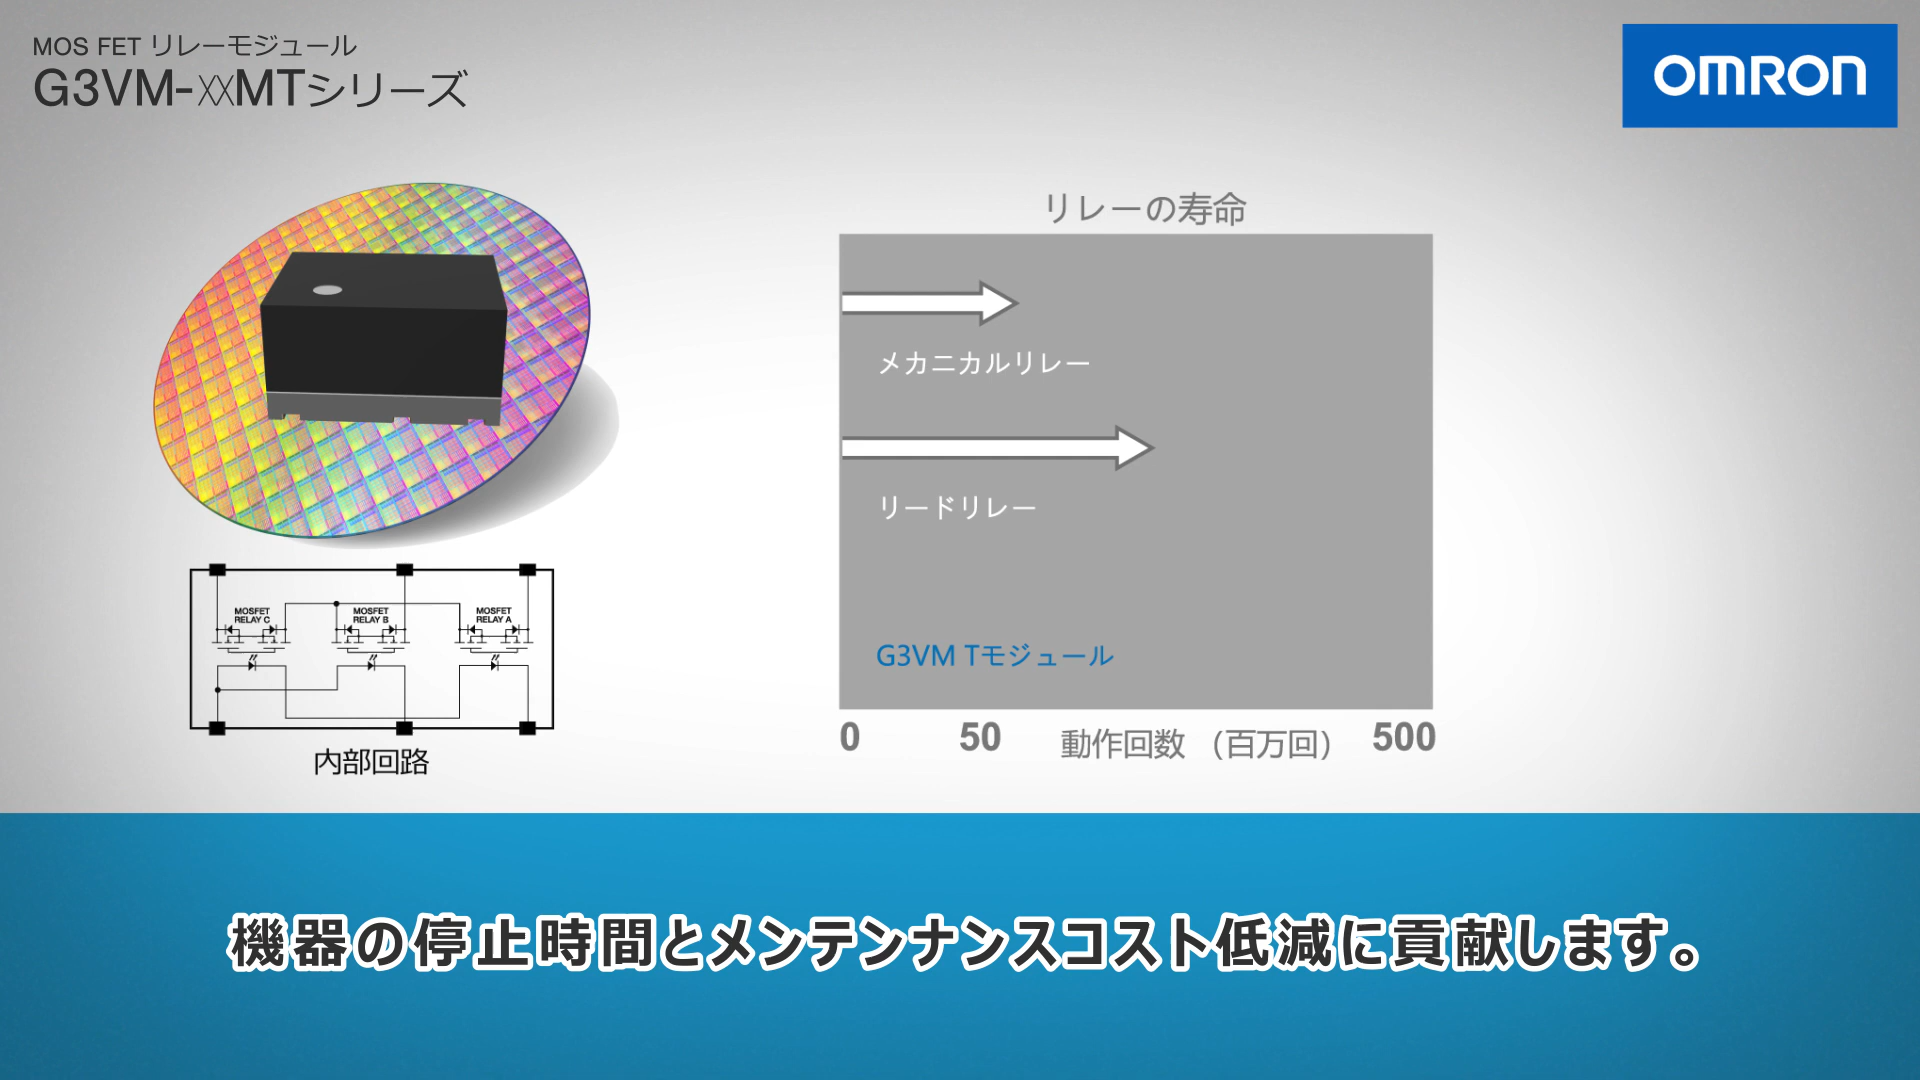 MOS FET リレーモジュール
G3VM-XXMTシリーズ
OMRON
リレーの寿命
メカニカルリレー
リードリレー
G3VM Tモジュール
0 50 動作回数 （百万回） 500
MOSFET
RELAY C
MOSFET
RELAY B
MOSFET
RELAY A
内部回路
機器の停止時間とメンテンナンスコスト低減に貢献します。